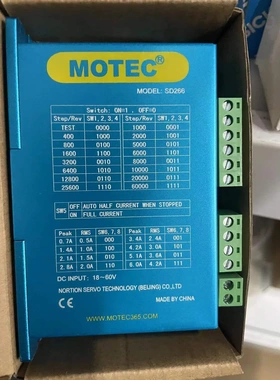 MOTEC®
MODEL: SD266
Switch: ON=1 , OFF=0
Step/Rev SW1, 2, 3, 4 Step/Rev SW1, 2, 3, 4
TEST 0000 1000 0001
400 1000 2000 1001
800 0100 5000 0101
1600 1100 6000 1101
3200 0010 8000 0011
6400 1010 10000 1011
12800 0110 20000 0111
25600 1110 60000 1111
SW5 OFF AUTO HALF CURRENT WHEN STOPPED
ON FULL CURRENT
Peak RMS SW6, 7, 8 Peak RMS SW6, 7, 8
0.7A 0.5A 000 3.4A 2.4A 001
1.4A 1.0A 100 4.2A 3.0A 101
2.1A 1.5A 010 5.2A 011
2.8A 2.0A 110 6.0A 111
DC INPUT: 18~60V
NORTION SERVO TECHNOLOGY (BEIJING) CO.,LTD
CE MADE BY CHINA
WWW.MOTEC365.COM